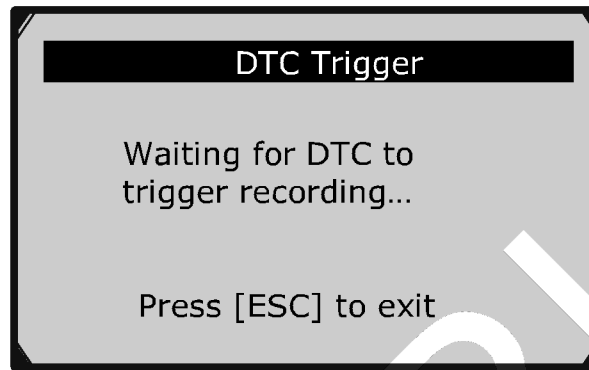 DTC Trigger
Waiting for DTC to
trigger recording...
Press [ESC] to exit